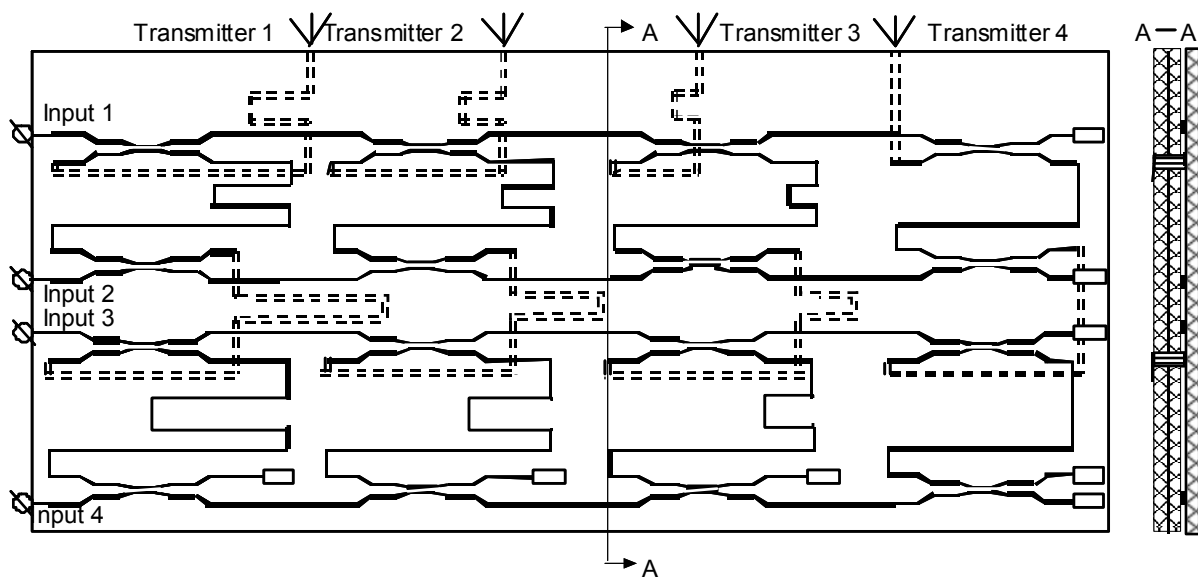 Transmitter 1 Transmitter 2 A Transmitter 3 Transmitter 4 A — A
Input 1
Input 2
Input 3
nput 4
A